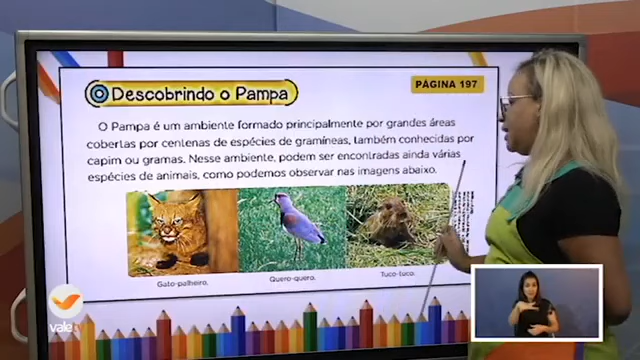 Descobrindo o Pampa
PÁGINA 197
O Pampa é um ambiente formado principalmente por grandes áreas
cobertas por centenas de espécies de gramíneas, também conhecidas por
capim ou gramas. Nesse ambiente, podem ser encontradas ainda várias
espécies de animais, como podemos observar nas imagens abaixo.
Gato-palheiro.
Quero-quero.
Tuco-tuco.
vale